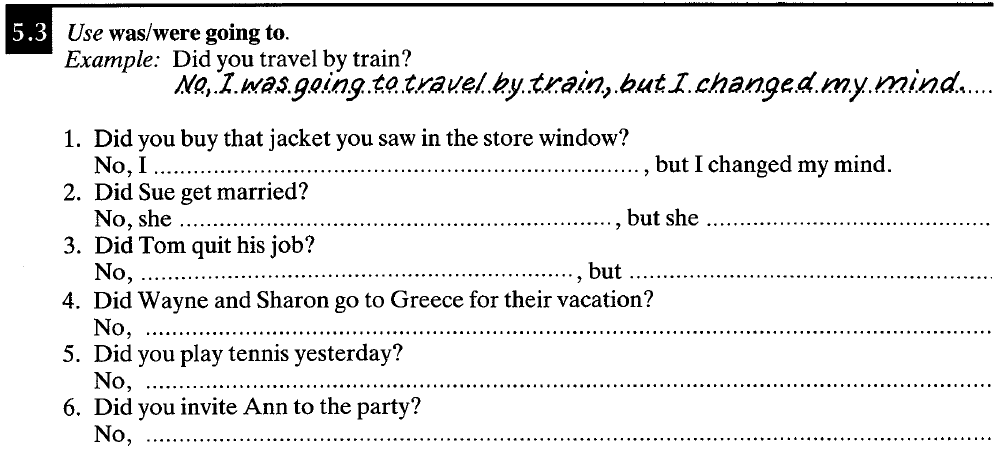 5.3 Use was/were going to.
Example: Did you travel by train?
No, I was going to travel by train, but I changed my mind.
1. Did you buy that jacket you saw in the store window?
No, I ........................................ , but I changed my mind.
2. Did Sue get married?
No, she ........................................ , but she ........................................
3. Did Tom quit his job?
No, ........................................ , but ........................................
4. Did Wayne and Sharon go to Greece for their vacation?
No, ........................................
5. Did you play tennis yesterday?
No, ........................................
6. Did you invite Ann to the party?
No, ........................................